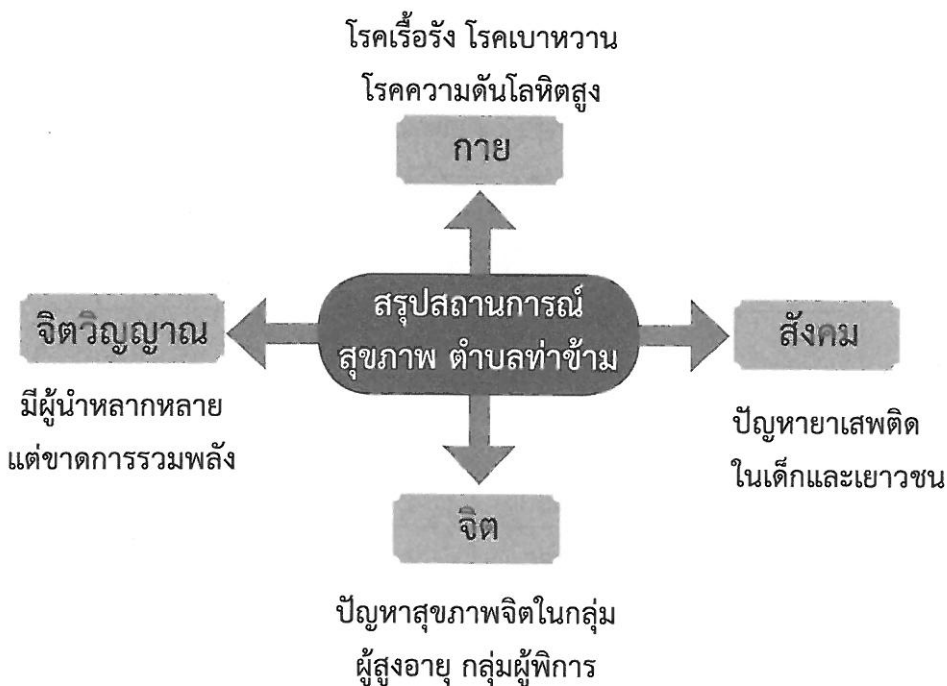 โรคเรื้อรัง โรคเบาหวาน
โรคความดันโลหิตสูง
กาย
สรุปสถานการณ์
สุขภาพ ตำบลท่าข้าม
จิตวิญญาณ
มีผู้นำหลากหลาย
แต่ขาดการรวมพลัง
สังคม
ปัญหายาเสพติด
ในเด็กและเยาวชน
จิต
ปัญหาสุขภาพจิตในกลุ่ม
ผู้สูงอายุ กลุ่มผู้พิการ